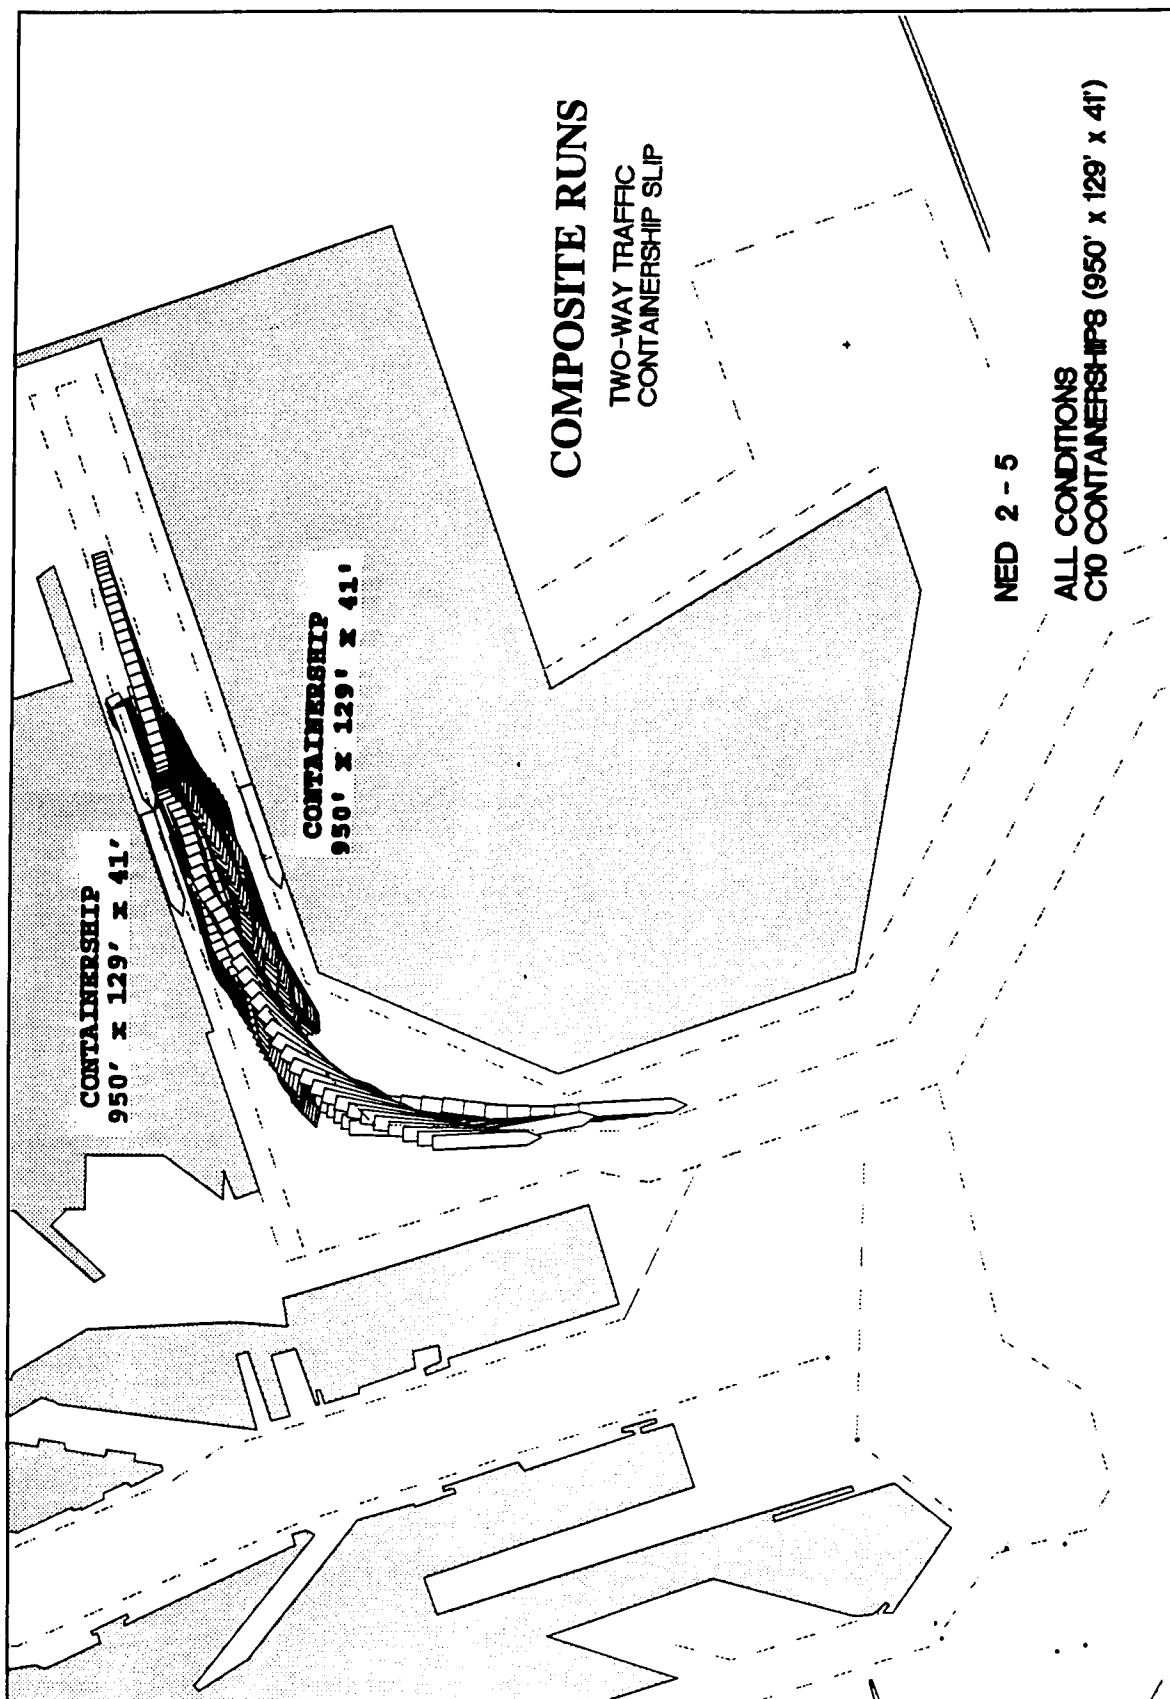 CONTAINERSHIP
950' x 129' x 41'
CONTAINERSHIP
950' x 129' x 41'
COMPOSITE RUNS
TWO-WAY TRAFFIC
CONTAINERSHIP SLIP
NED 2 - 5
ALL CONDITIONS
C10 CONTAINERSHIPS (950' x 129' x 41')